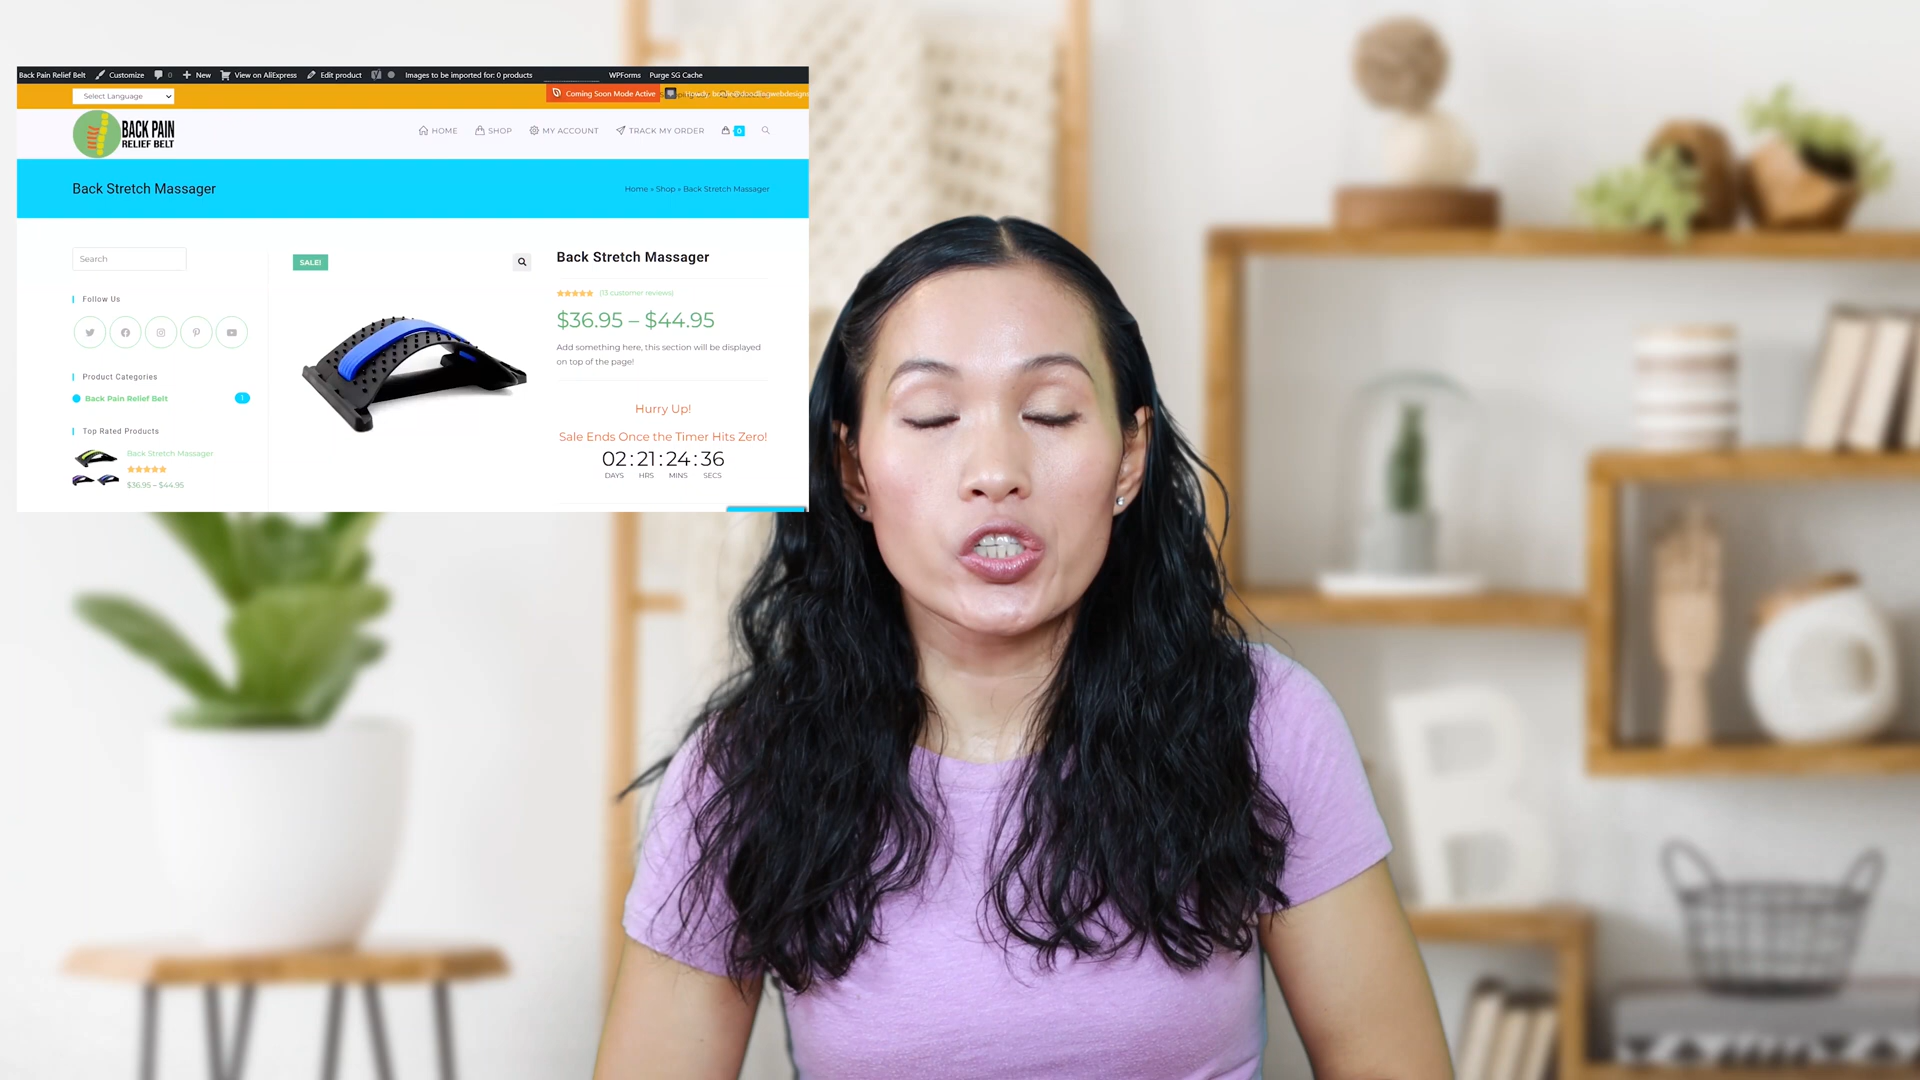 Back Pain Relief Belt Customize 0 New View on AliExpress Edit product Images to be imported for: 0 products WPForms Purge SG Cache
Select Language
Coming Soon Mode Active
BACK PAIN
RELIEF BELT
HOME SHOP MY ACCOUNT TRACK MY ORDER 0
Back Stretch Massager
Home » Shop » Back Stretch Massager
Search
Follow Us
Product Categories
Back Pain Relief Belt 1
Top Rated Products
Back Stretch Massager
$36.95 – $44.95
SALE!
Back Stretch Massager
(13 customer reviews)
$36.95 – $44.95
Add something here, this section will be displayed
on top of the page!
Hurry Up!
Sale Ends Once the Timer Hits Zero!
02 : 21 : 24 : 36
DAYS HRS MINS SECS
B